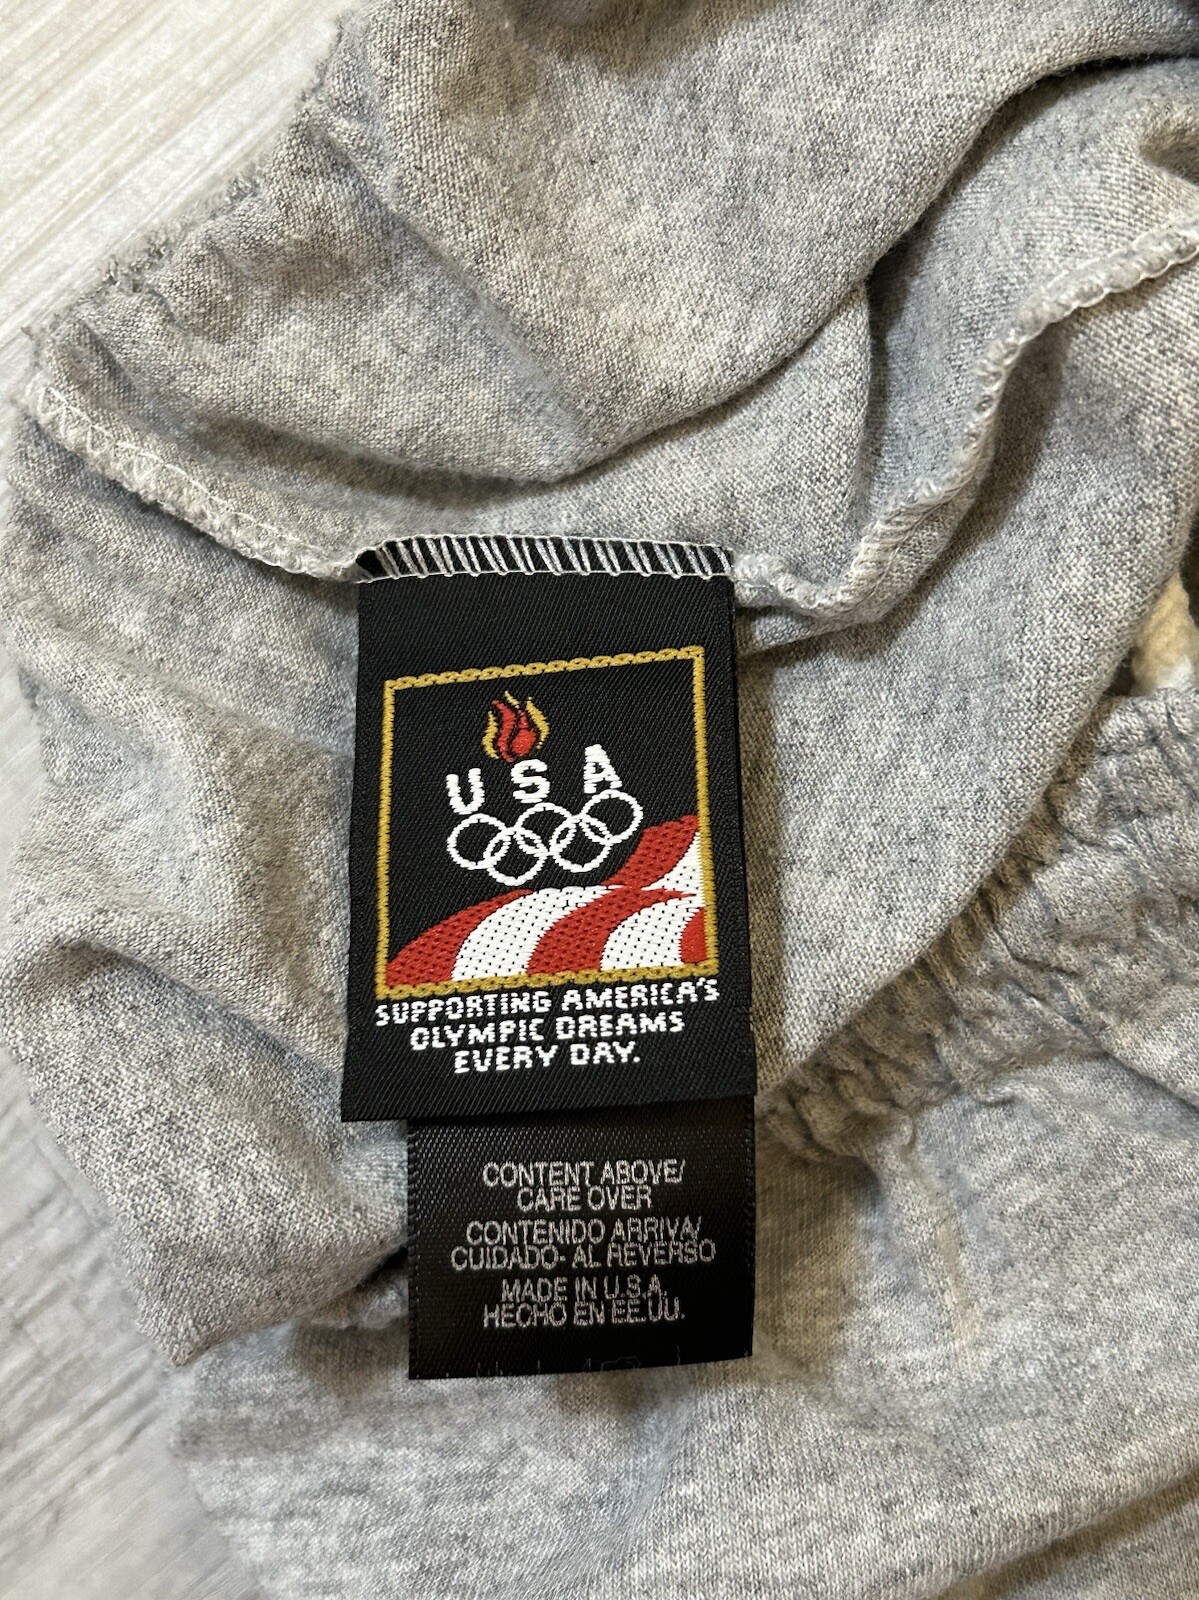 USA
SUPPORTING AMERICA'S
OLYMPIC DREAMS
EVERY DAY.
CONTENT ABOVE/
CARE OVER
CONTENIDO ARRIVA/
CUIDADO- AL REVERSO
MADE IN U.S.A.
HECHO EN EE.UU.